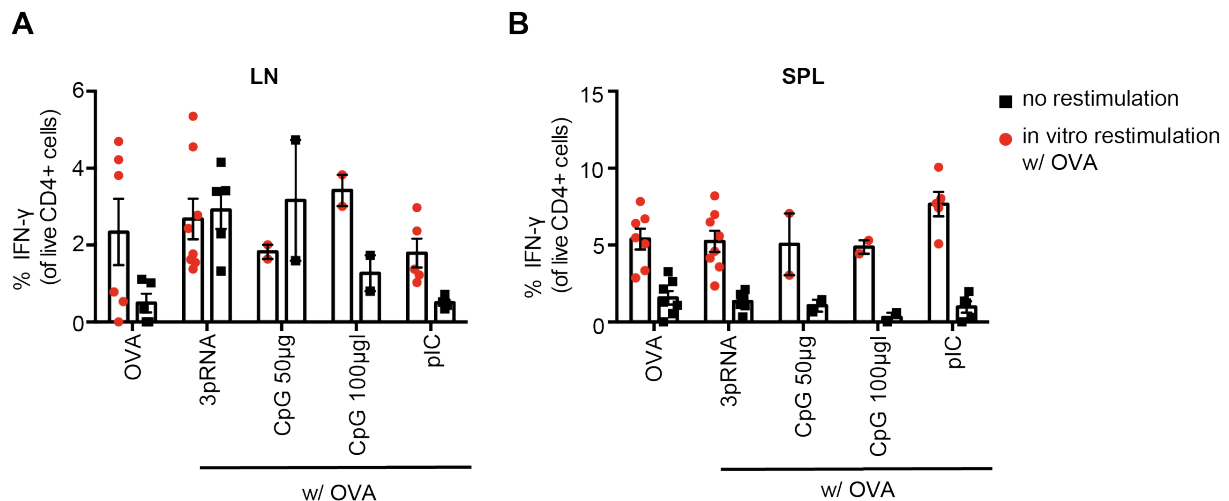 A
B
LN
SPL
% IFN-γ
(of live CD4+ cells)
6
4
2
0
OVA
3pRNA
CpG 50µg
CpG 100µgl
pIC
w/ OVA
% IFN-γ
(of live CD4+ cells)
15
10
5
0
OVA
3pRNA
CpG 50µg
CpG 100µgl
pIC
w/ OVA
no restimulation
in vitro restimulation
w/ OVA